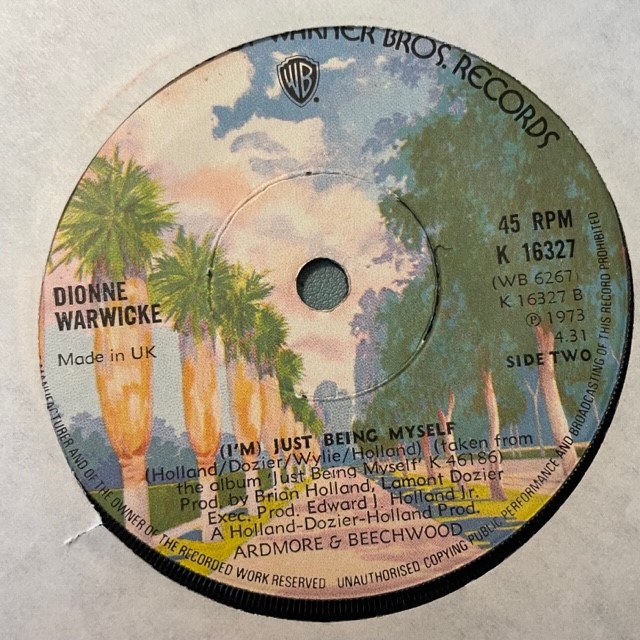 WARNER BROS. RECORDS
WB
45 RPM
K 16327
(WB 6267)
K 16327 B
Ⓟ 1973
4.31
SIDE TWO
DIONNE
WARWICKE
Made in UK
(I'M) JUST BEING MYSELF
(Holland/Dozier/Wylie/Holland) (taken from
the album 'Just Being Myself' K 46186)
Prod. by Brian Holland, Lamont Dozier
Exec. Prod. Edward J. Holland Jr.
A Holland-Dozier-Holland Prod.
ARDMORE & BEECHWOOD
MANUFACTURER AND OF THE OWNER OF THE RECORDED WORK RESERVED UNAUTHORISED COPYING PUBLIC PERFORMANCE AND BROADCASTING OF THIS RECORD PROHIBITED